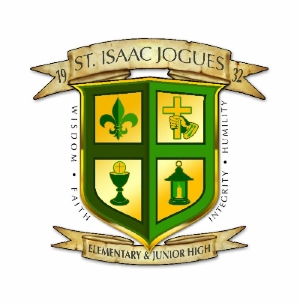 ST. ISAAC JOGUES
19 32
WISDOM • FAITH
INTEGRITY • HUMILITY
ELEMENTARY & JUNIOR HIGH